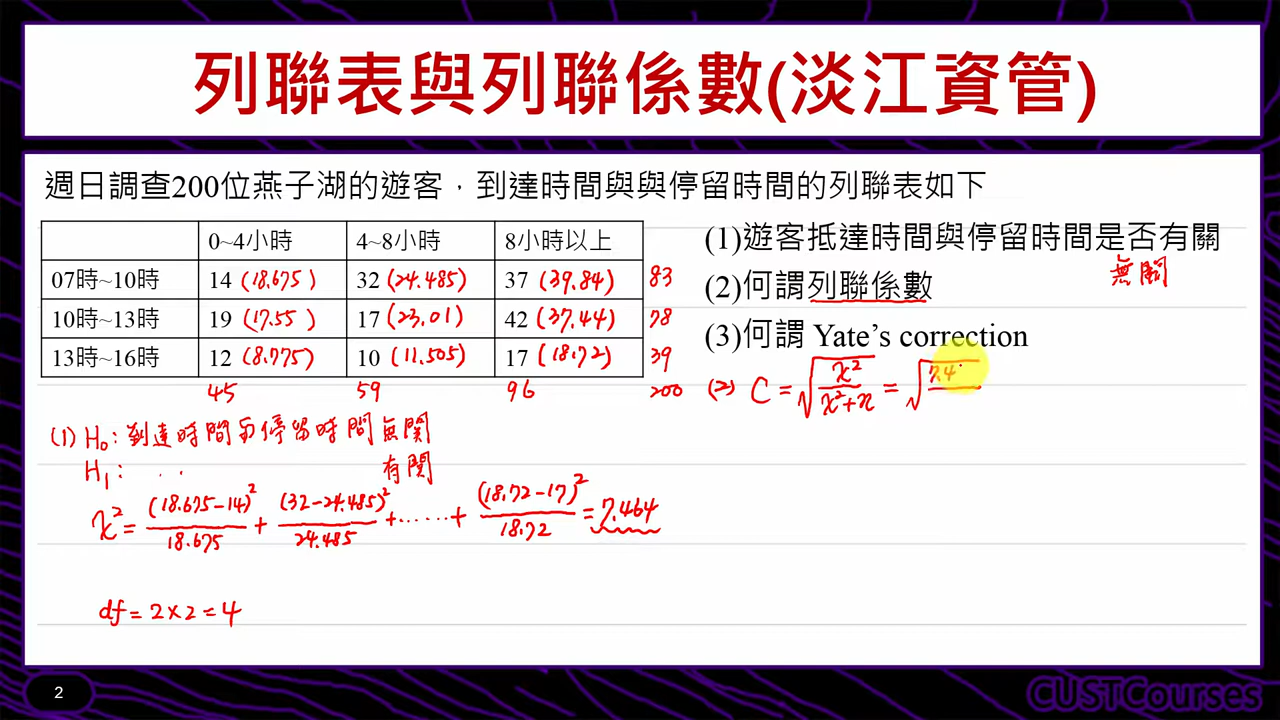 列聯表與列聯係數(淡江資管)
週日調查200位燕子湖的遊客，到達時間與與停留時間的列聯表如下
0~4小時 4~8小時 8小時以上
07時~10時 14 (18.675) 32 (24.485) 37 (39.84) 83
10時~13時 19 (17.55) 17 (23.01) 42 (37.44) 78
13時~16時 12 (8.775) 10 (11.505) 17 (18.72) 39
45 59 96 200
(1)遊客抵達時間與停留時間是否有關
無關
(2)何謂列聯係數
(3)何謂 Yate's correction
(2) C = √(χ²/(χ²+n)) = √(7.4
(1) H₀: 到達時間與停留時間無關
H₁: ‥ 有關
χ² = (18.675-14)²/18.675 + (32-24.485)²/24.485 + ⋯⋯ + (18.72-17)²/18.72 = 7.464
df = 2×2 = 4
2
CUSTCourses